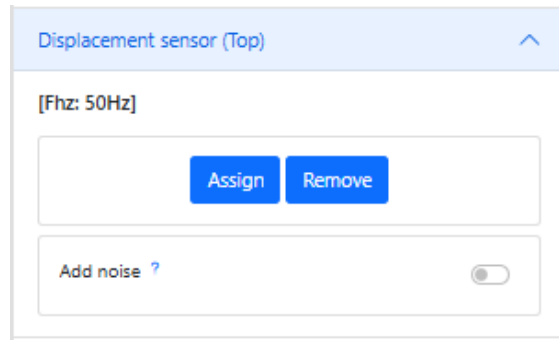 Displacement sensor (Top)
[Fhz: 50Hz]
Assign Remove
Add noise ?